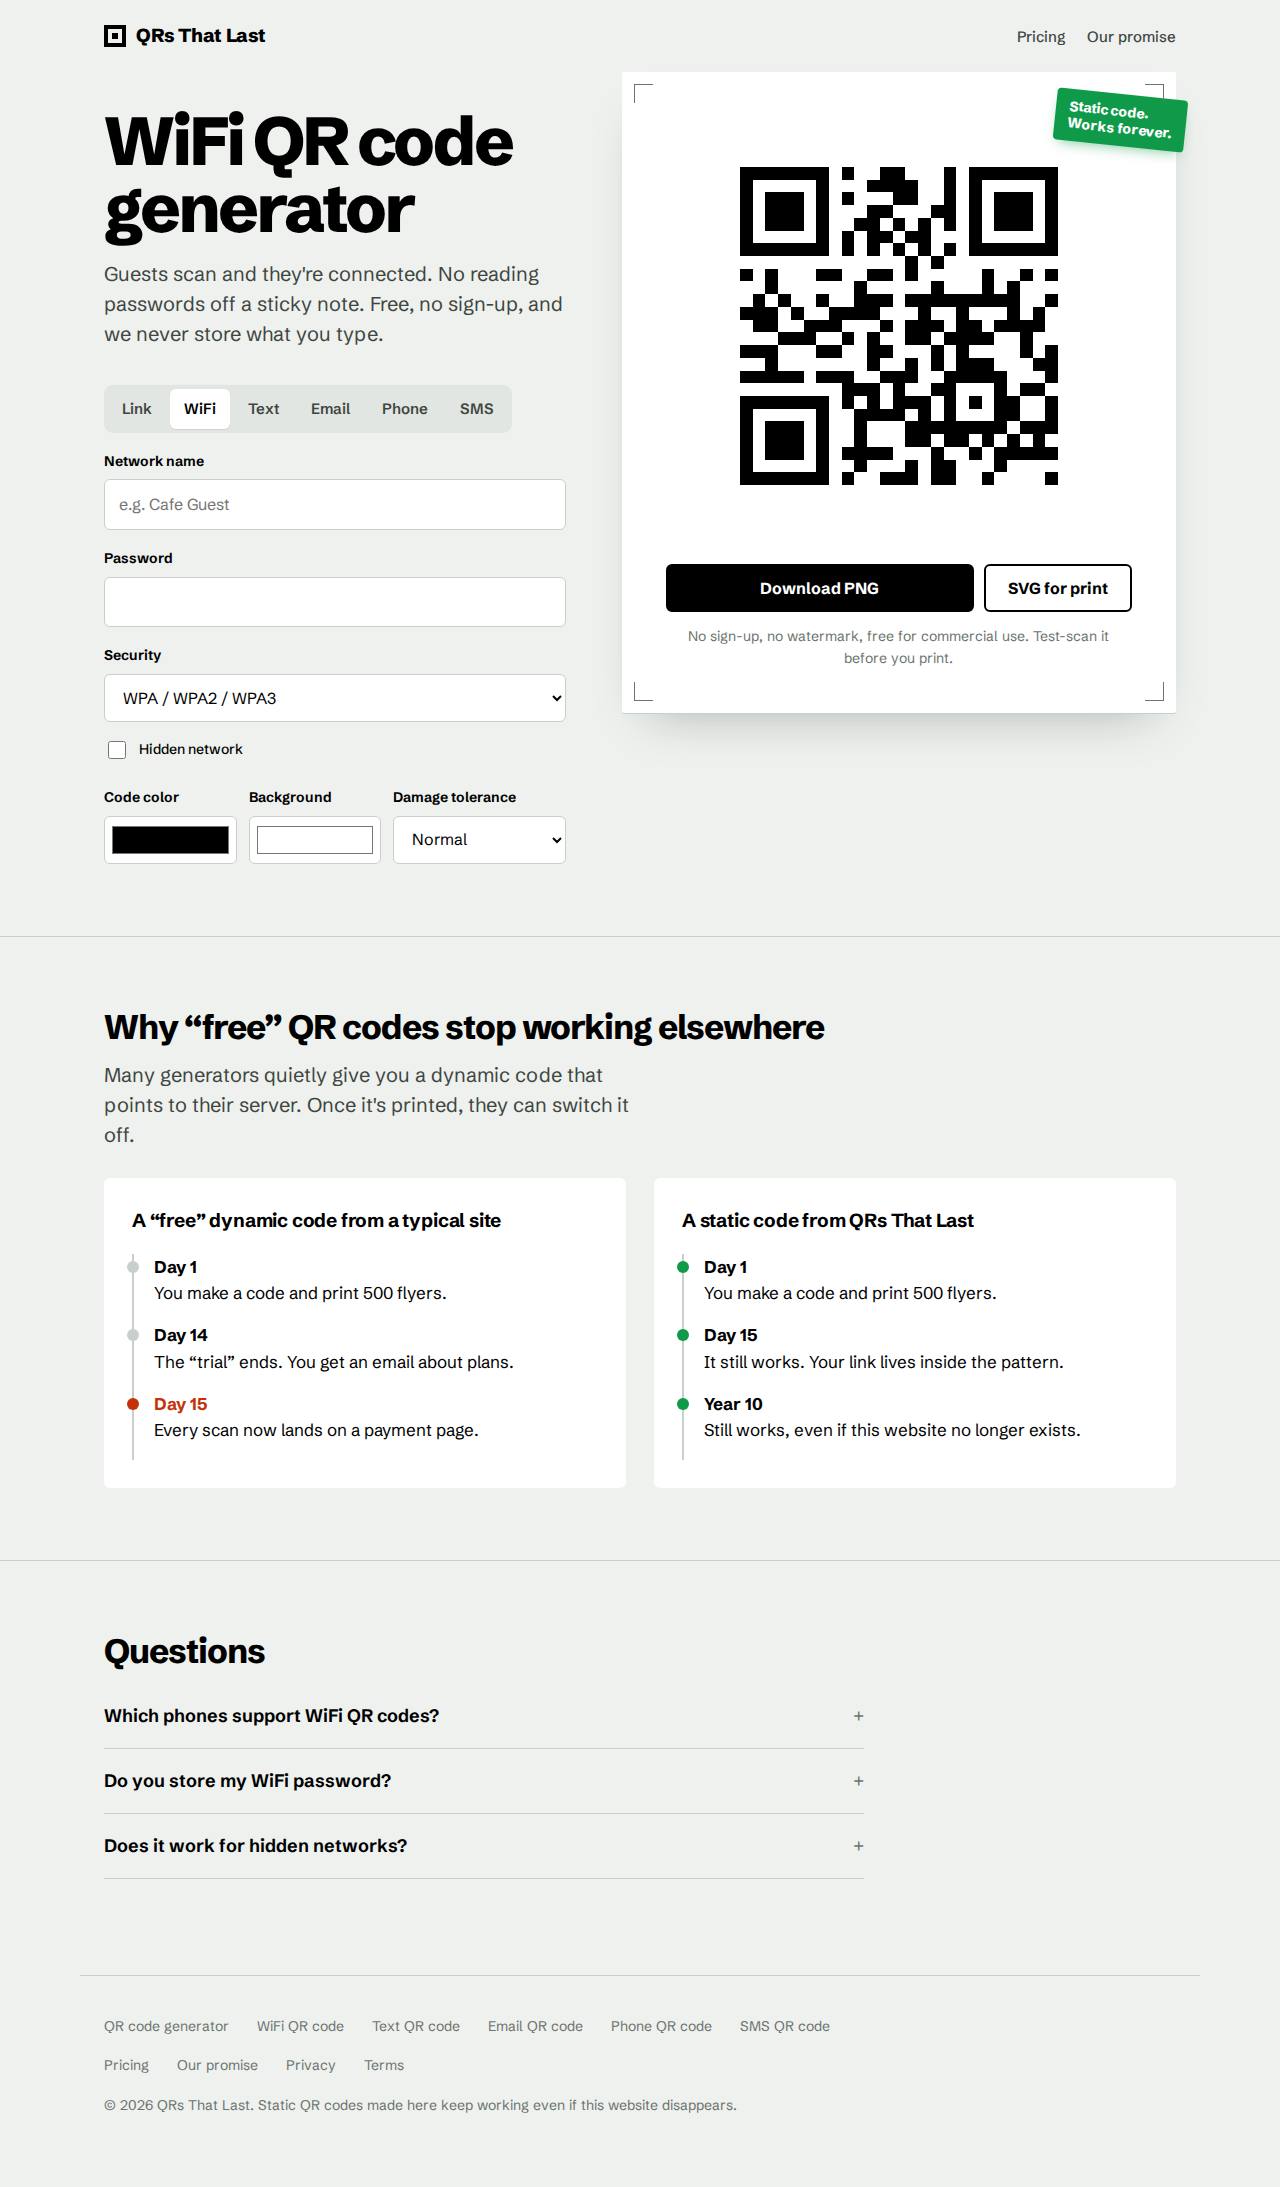 QRs That Last
Pricing
Our promise
WiFi QR code
generator
Guests scan and they're connected. No reading
passwords off a sticky note. Free, no sign-up, and
we never store what you type.
Link
WiFi
Text
Email
Phone
SMS
Network name
e.g. Cafe Guest
Password
Security
WPA / WPA2 / WPA3
Hidden network
Code color
Background
Damage tolerance
Normal
Static code.
Works forever.
Download PNG
SVG for print
No sign-up, no watermark, free for commercial use. Test-scan it
before you print.
Why “free” QR codes stop working elsewhere
Many generators quietly give you a dynamic code that
points to their server. Once it's printed, they can switch it
off.
A “free” dynamic code from a typical site
Day 1
You make a code and print 500 flyers.
Day 14
The “trial” ends. You get an email about plans.
Day 15
Every scan now lands on a payment page.
A static code from QRs That Last
Day 1
You make a code and print 500 flyers.
Day 15
It still works. Your link lives inside the pattern.
Year 10
Still works, even if this website no longer exists.
Questions
Which phones support WiFi QR codes?
+
Do you store my WiFi password?
+
Does it work for hidden networks?
+
QR code generator
WiFi QR code
Text QR code
Email QR code
Phone QR code
SMS QR code
Pricing
Our promise
Privacy
Terms
© 2026 QRs That Last. Static QR codes made here keep working even if this website disappears.